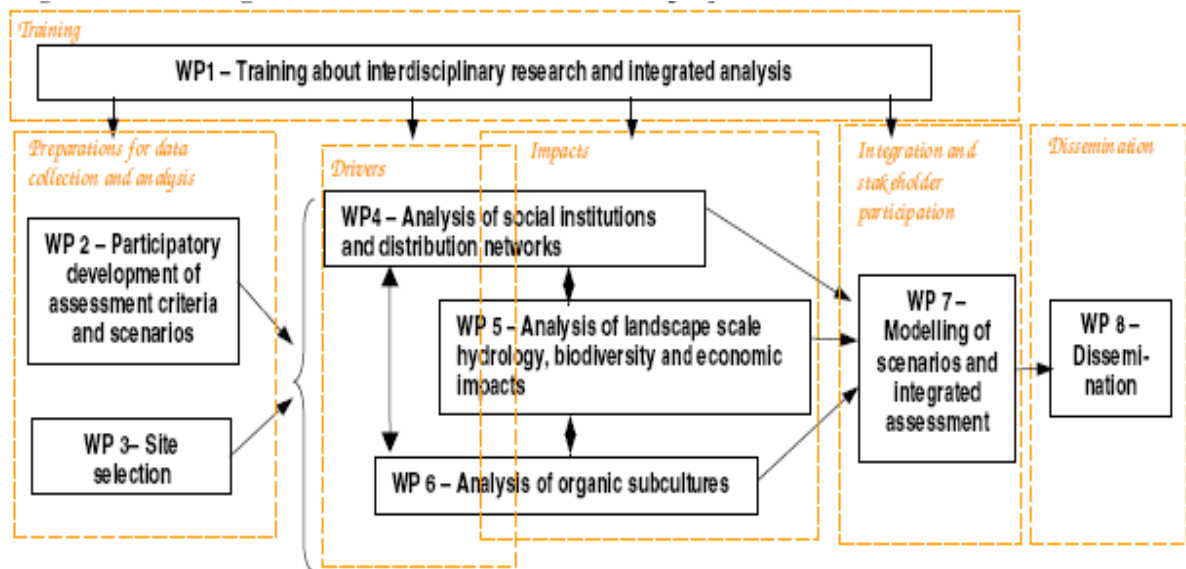 Training
WP1 – Training about interdisciplinary research and integrated analysis
Preparations for data
collection and analysis
WP 2 – Participatory
development of
assessment criteria
and scenarios
WP 3– Site
selection
Drivers
Impacts
WP4 – Analysis of social institutions
and distribution networks
WP 5 – Analysis of landscape scale
hydrology, biodiversity and economic
impacts
WP 6 – Analysis of organic subcultures
Integration and
stakeholder
participation
WP 7 –
Modelling of
scenarios and
integrated
assessment
Dissemination
WP 8 –
Dissemi-
nation